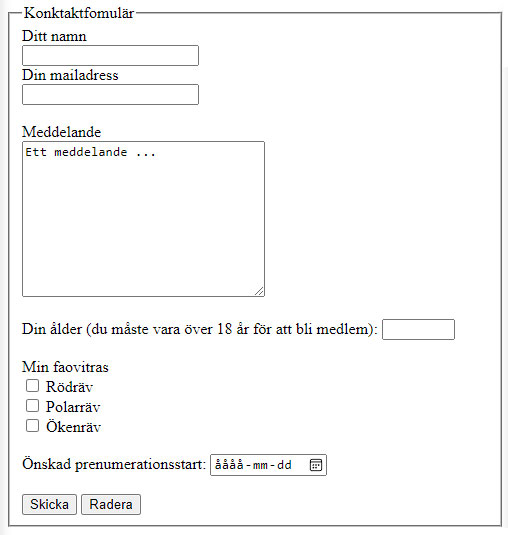 Konktaktfomulär
Ditt namn
Din mailadress
Meddelande
Ett meddelande ...
Din ålder (du måste vara över 18 år för att bli medlem):
Min faovitras
Rödräv
Polarräv
Ökenräv
Önskad prenumerationsstart: åååå-mm-dd
Skicka Radera